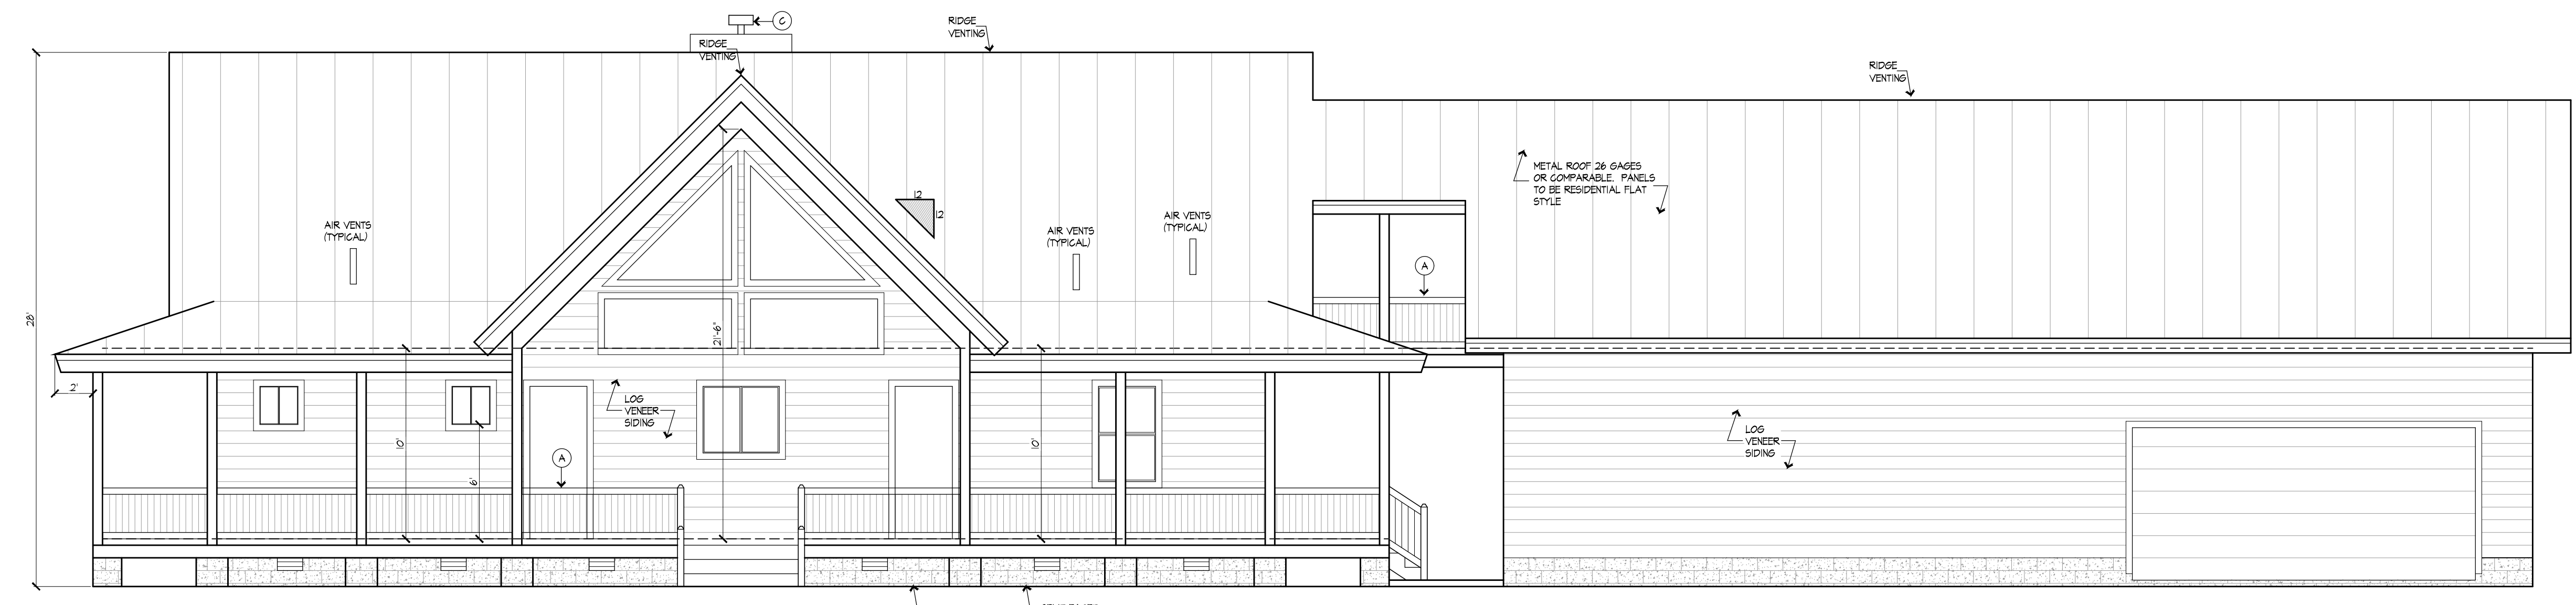 C
RIDGE
VENTING
RIDGE
VENTING
RIDGE
VENTING
METAL ROOF 26 GAGES
OR COMPARABLE. PANELS
TO BE RESIDENTIAL FLAT
STYLE
12
12
AIR VENTS
(TYPICAL)
AIR VENTS
(TYPICAL)
AIR VENTS
(TYPICAL)
A
28'
21'-6"
2'
LOG
VENEER
SIDING
10'
10'
LOG
VENEER
SIDING
A
6'